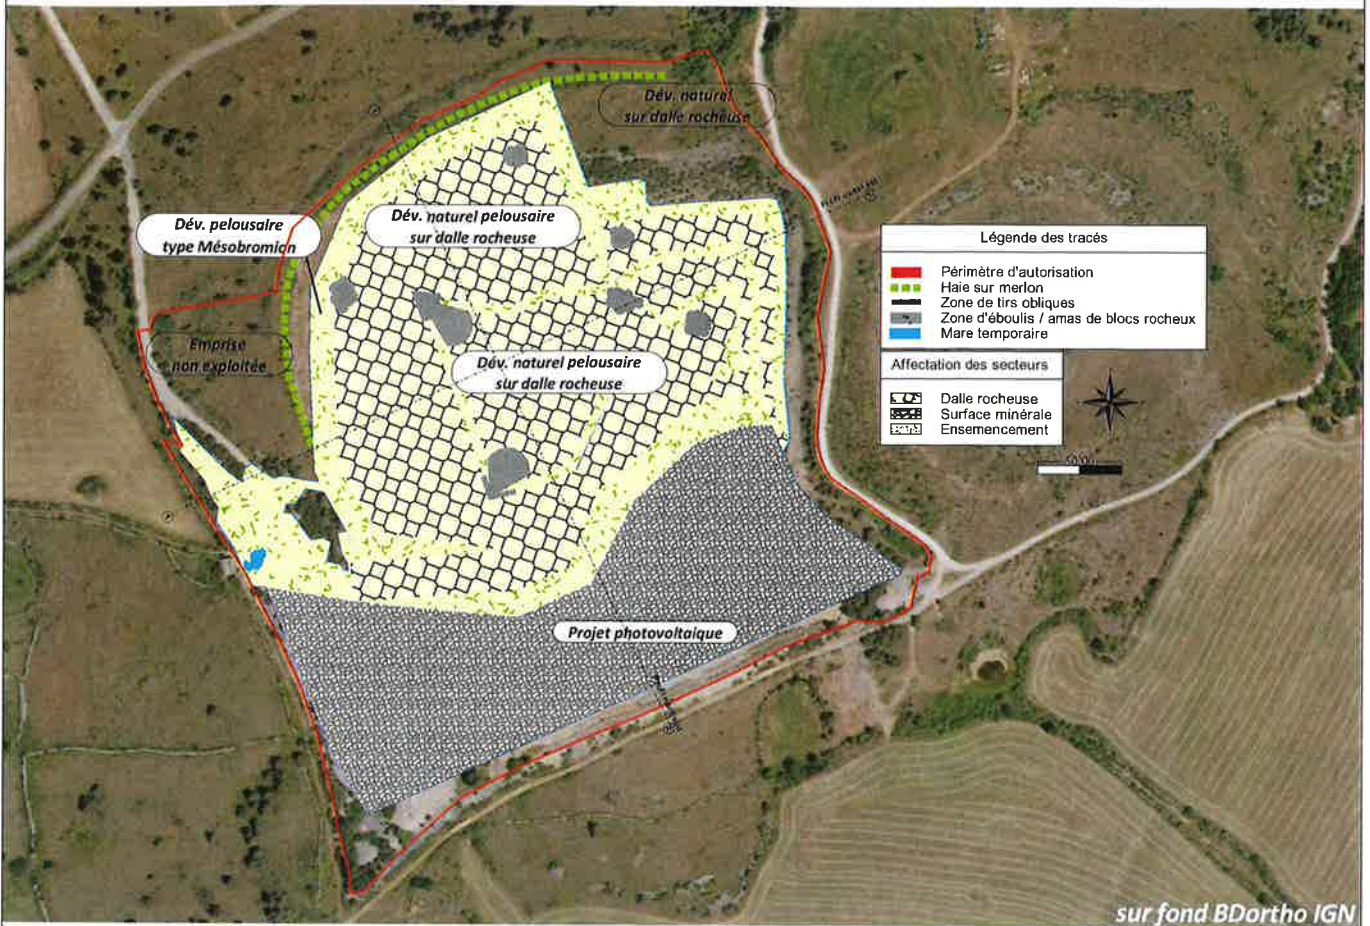 Dév. naturel
sur dalle rocheuse
Dév. pelousaire
type Mésobromion
Dév. naturel pelousaire
sur dalle rocheuse
Emprise
non exploitée
Dév. naturel pelousaire
sur dalle rocheuse
Projet photovoltaique
Légende des tracés
Périmètre d'autorisation
Haie sur merlon
Zone de tirs obliques
Zone d'éboulis / amas de blocs rocheux
Mare temporaire
Affectation des secteurs
Dalle rocheuse
Surface minérale
Ensemencement
sur fond BDortho IGN